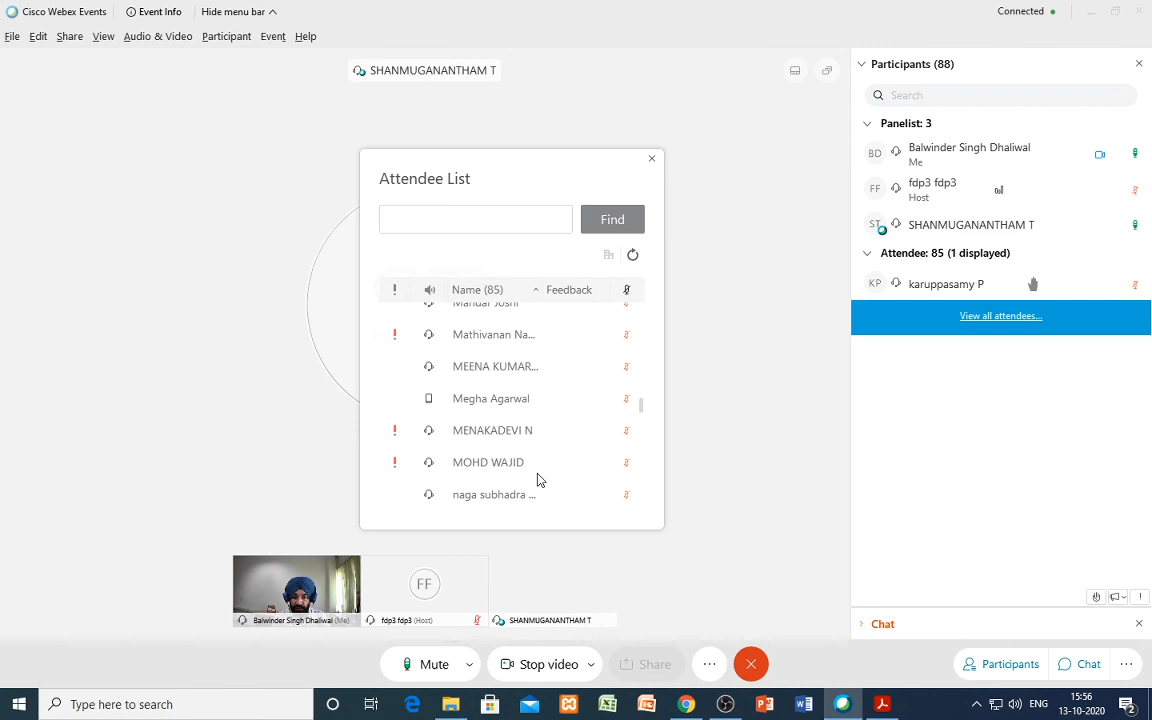 Cisco Webex Events
Event Info
Hide menu bar
Connected
File Edit Share View Audio & Video Participant Event Help
SHANMUGANANTHAM T
Attendee List
Find
! Name (85) Feedback
Mandar Joshi
! Mathivanan Na...
MEENA KUMAR...
Megha Agarwal
! MENAKADEVI N
! MOHD WAJID
naga subhadra ...
Participants (88)
Search
Panelist: 3
BD Balwinder Singh Dhaliwal
Me
FF fdp3 fdp3
Host
ST SHANMUGANANTHAM T
Attendee: 85 (1 displayed)
KP karuppasamy P
View all attendees...
FF
Balwinder Singh Dhaliwal (Me)
fdp3 fdp3 (Host)
SHANMUGANANTHAM T
!
Chat
Mute
Stop video
Share
Participants
Chat
Type here to search
ENG
15:56
13-10-2020
2